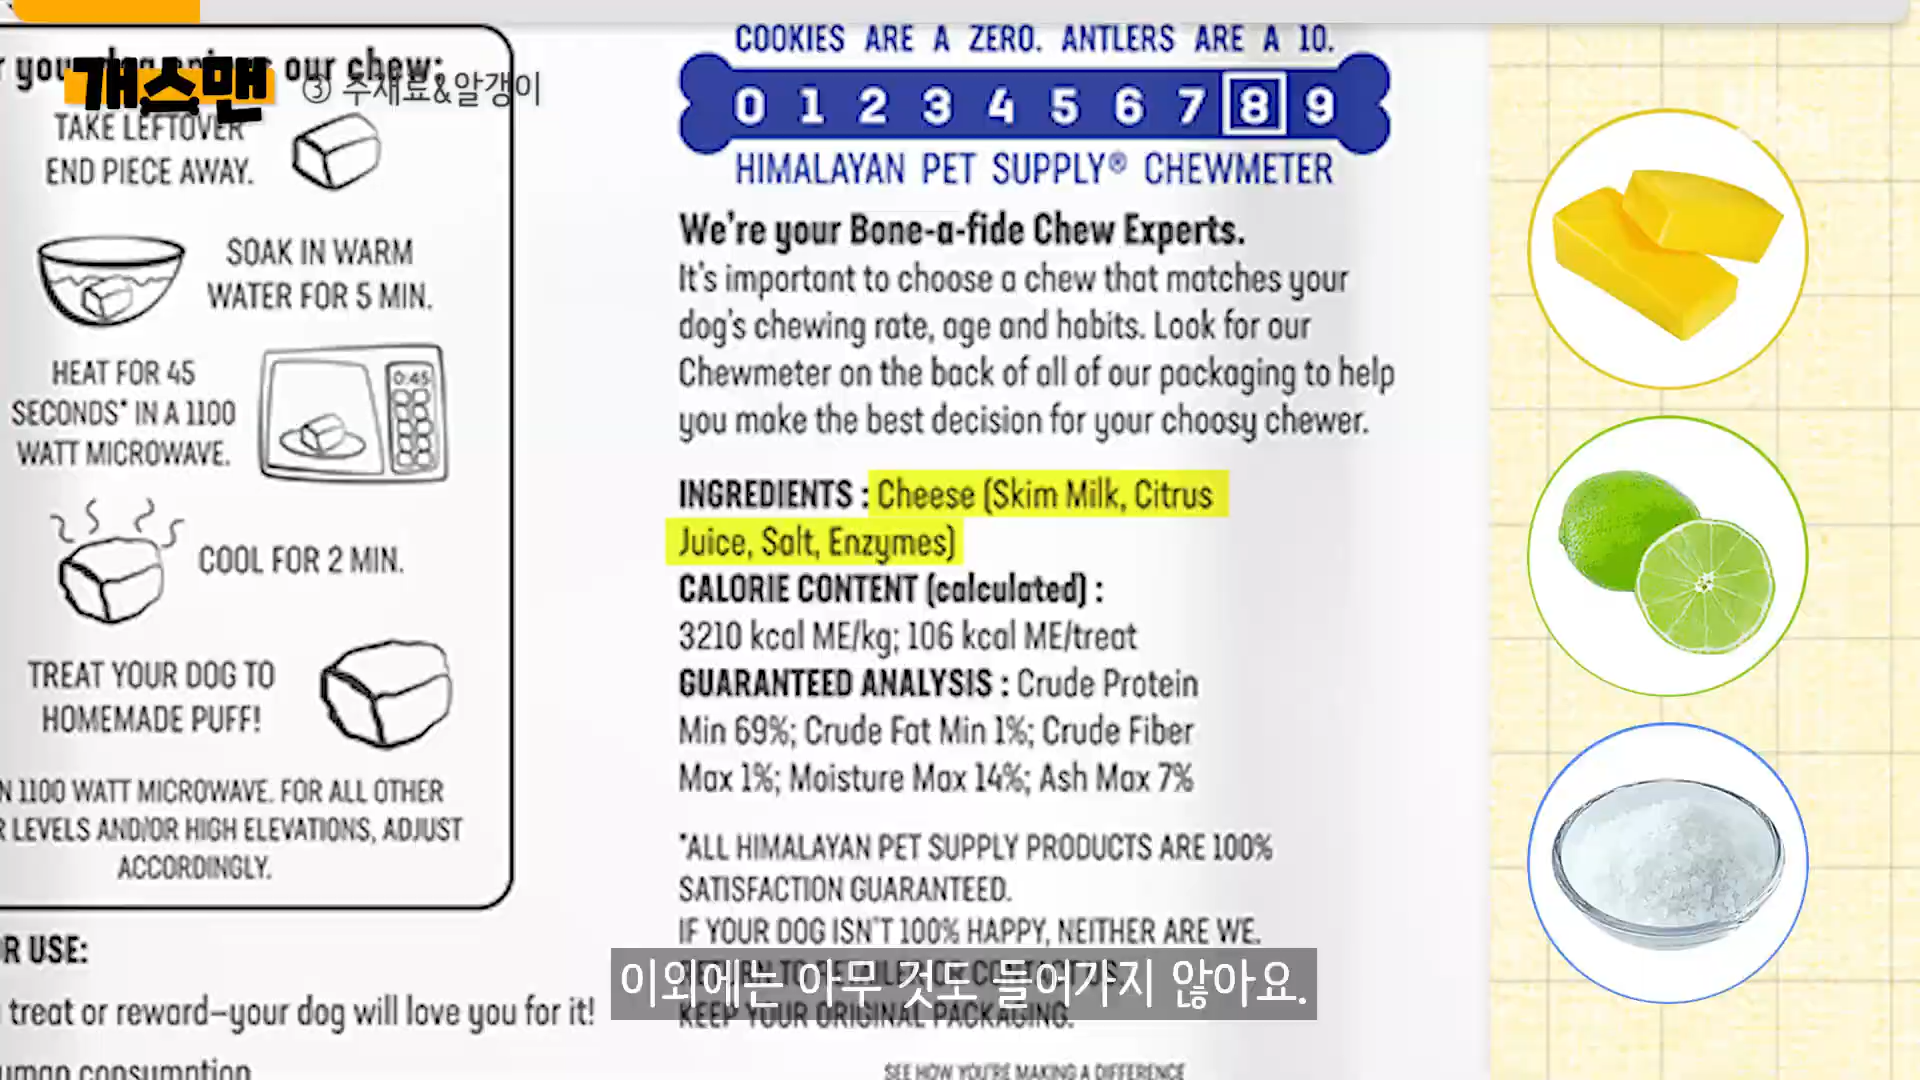 개스맨
③ 주재료&알갱이
our chew:
TAKE LEFTOVER
END PIECE AWAY.
SOAK IN WARM
WATER FOR 5 MIN.
HEAT FOR 45
SECONDS* IN A 1100
WATT MICROWAVE.
0:45
COOL FOR 2 MIN.
TREAT YOUR DOG TO
HOMEMADE PUFF!
N 1100 WATT MICROWAVE. FOR ALL OTHER
R LEVELS AND/OR HIGH ELEVATIONS, ADJUST
ACCORDINGLY.
R USE:
treat or reward–your dog will love you for it!
uman consumption
COOKIES ARE A ZERO. ANTLERS ARE A 10.
0 1 2 3 4 5 6 7 8 9
HIMALAYAN PET SUPPLY® CHEWMETER
We're your Bone-a-fide Chew Experts.
It's important to choose a chew that matches your
dog's chewing rate, age and habits. Look for our
Chewmeter on the back of all of our packaging to help
you make the best decision for your choosy chewer.
INGREDIENTS : Cheese (Skim Milk, Citrus
Juice, Salt, Enzymes)
CALORIE CONTENT (calculated) :
3210 kcal ME/kg; 106 kcal ME/treat
GUARANTEED ANALYSIS : Crude Protein
Min 69%; Crude Fat Min 1%; Crude Fiber
Max 1%; Moisture Max 14%; Ash Max 7%
*ALL HIMALAYAN PET SUPPLY PRODUCTS ARE 100%
SATISFACTION GUARANTEED.
IF YOUR DOG ISN'T 100% HAPPY, NEITHER ARE WE.
이외에는 아무 것도 들어가지 않아요.
KEEP YOUR ORIGINAL PACKAGING.
SEE HOW YOU'RE MAKING A DIFFERENCE